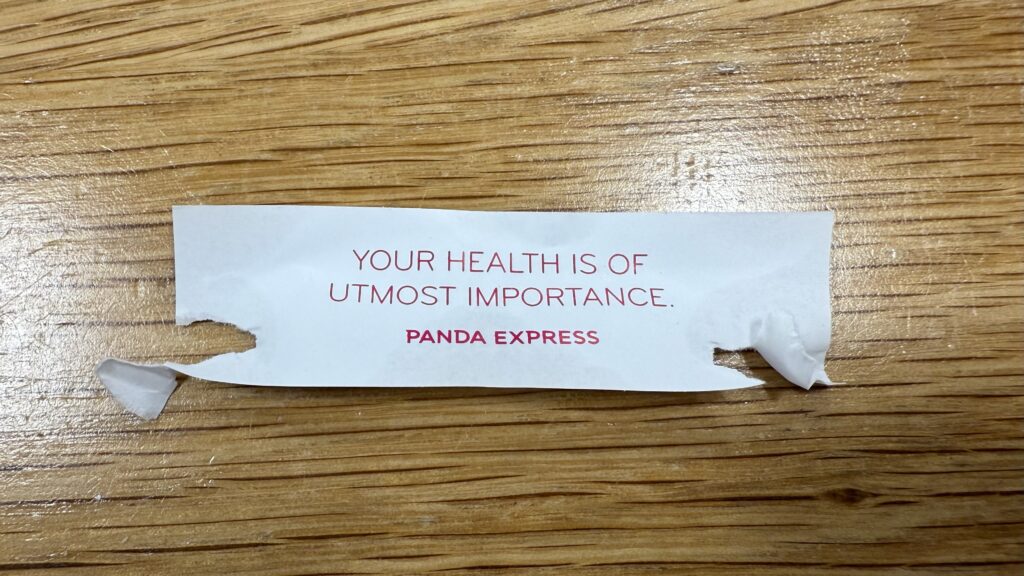 YOUR HEALTH IS OF
UTMOST IMPORTANCE.
PANDA EXPRESS